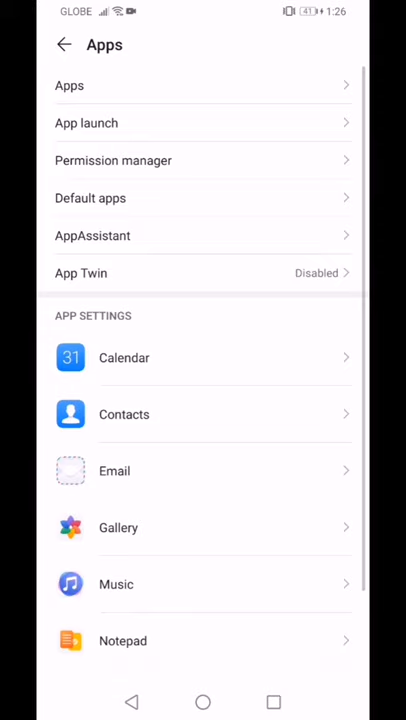 GLOBE 41 1:26
Apps
Apps
App launch
Permission manager
Default apps
AppAssistant
App Twin Disabled
APP SETTINGS
31 Calendar
Contacts
Email
Gallery
Music
Notepad